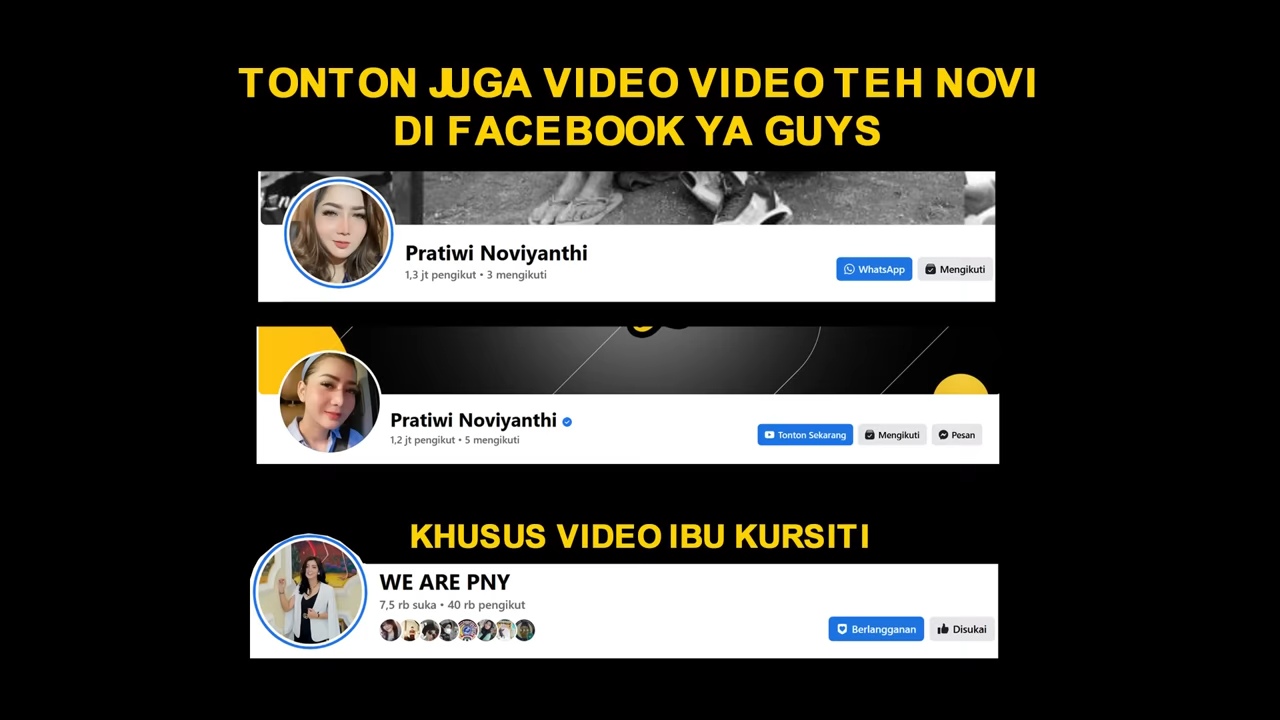 TONTON JUGA VIDEO VIDEO TEH NOVI
DI FACEBOOK YA GUYS
Pratiwi Noviyanthi
1,3 jt pengikut • 3 mengikuti
WhatsApp
Mengikuti
Pratiwi Noviyanthi
1,2 jt pengikut • 5 mengikuti
Tonton Sekarang
Mengikuti
Pesan
KHUSUS VIDEO IBU KURSITI
WE ARE PNY
7,5 rb suka • 40 rb pengikut
Berlangganan
Disukai